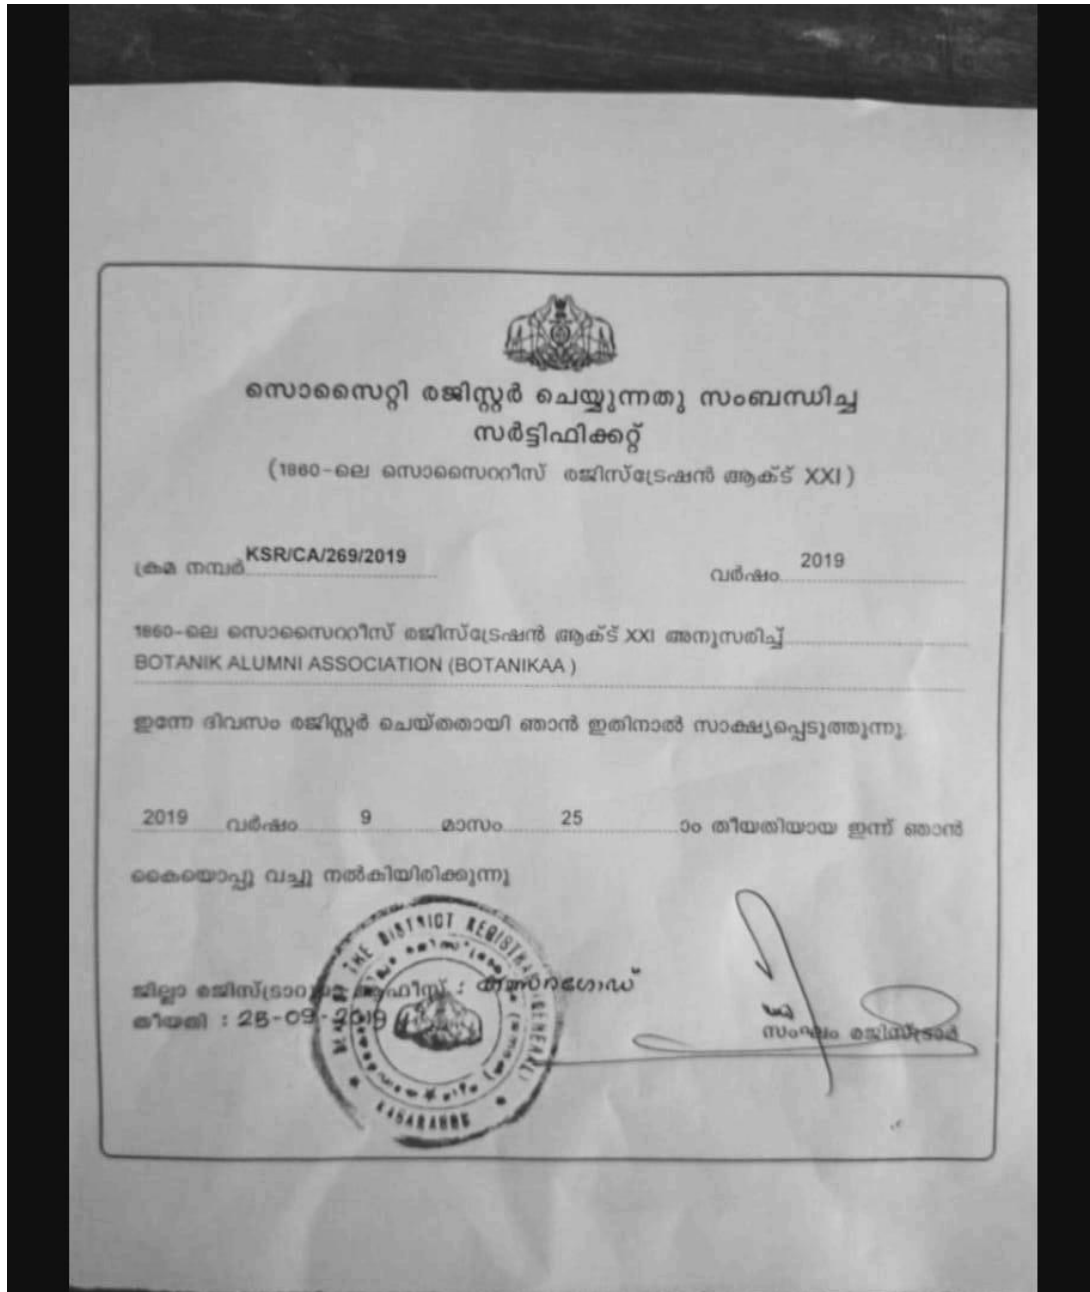 സൊസൈറ്റി രജിസ്റ്റർ ചെയ്യുന്നതു സംബന്ധിച്ച
സർട്ടിഫിക്കറ്റ്
(1860-ലെ സൊസൈററീസ് രജിസ്ട്രേഷൻ ആക്ട് XXI)
ക്രമ നമ്പർ KSR/CA/269/2019 വർഷം 2019
1860-ലെ സൊസൈററീസ് രജിസ്ട്രേഷൻ ആക്ട് XXI അനുസരിച്ച്
BOTANIK ALUMNI ASSOCIATION (BOTANIKAA )
ഇന്നേ ദിവസം രജിസ്റ്റർ ചെയ്തതായി ഞാൻ ഇതിനാൽ സാക്ഷ്യപ്പെടുത്തുന്നു.
2019 വർഷം 9 മാസം 25 ാം തീയതിയായ ഇന്ന് ഞാൻ
കൈയൊപ്പു വച്ചു നൽകിയിരിക്കുന്നു
THE DISTRICT REGISTRAR (GENERAL)
ജില്ലാ രജിസ്ട്രാറുടെ ആഫീസ് : കാസറഗോഡ്
തീയതി : 25-09-2019
സംഘം രജിസ്ട്രാർ